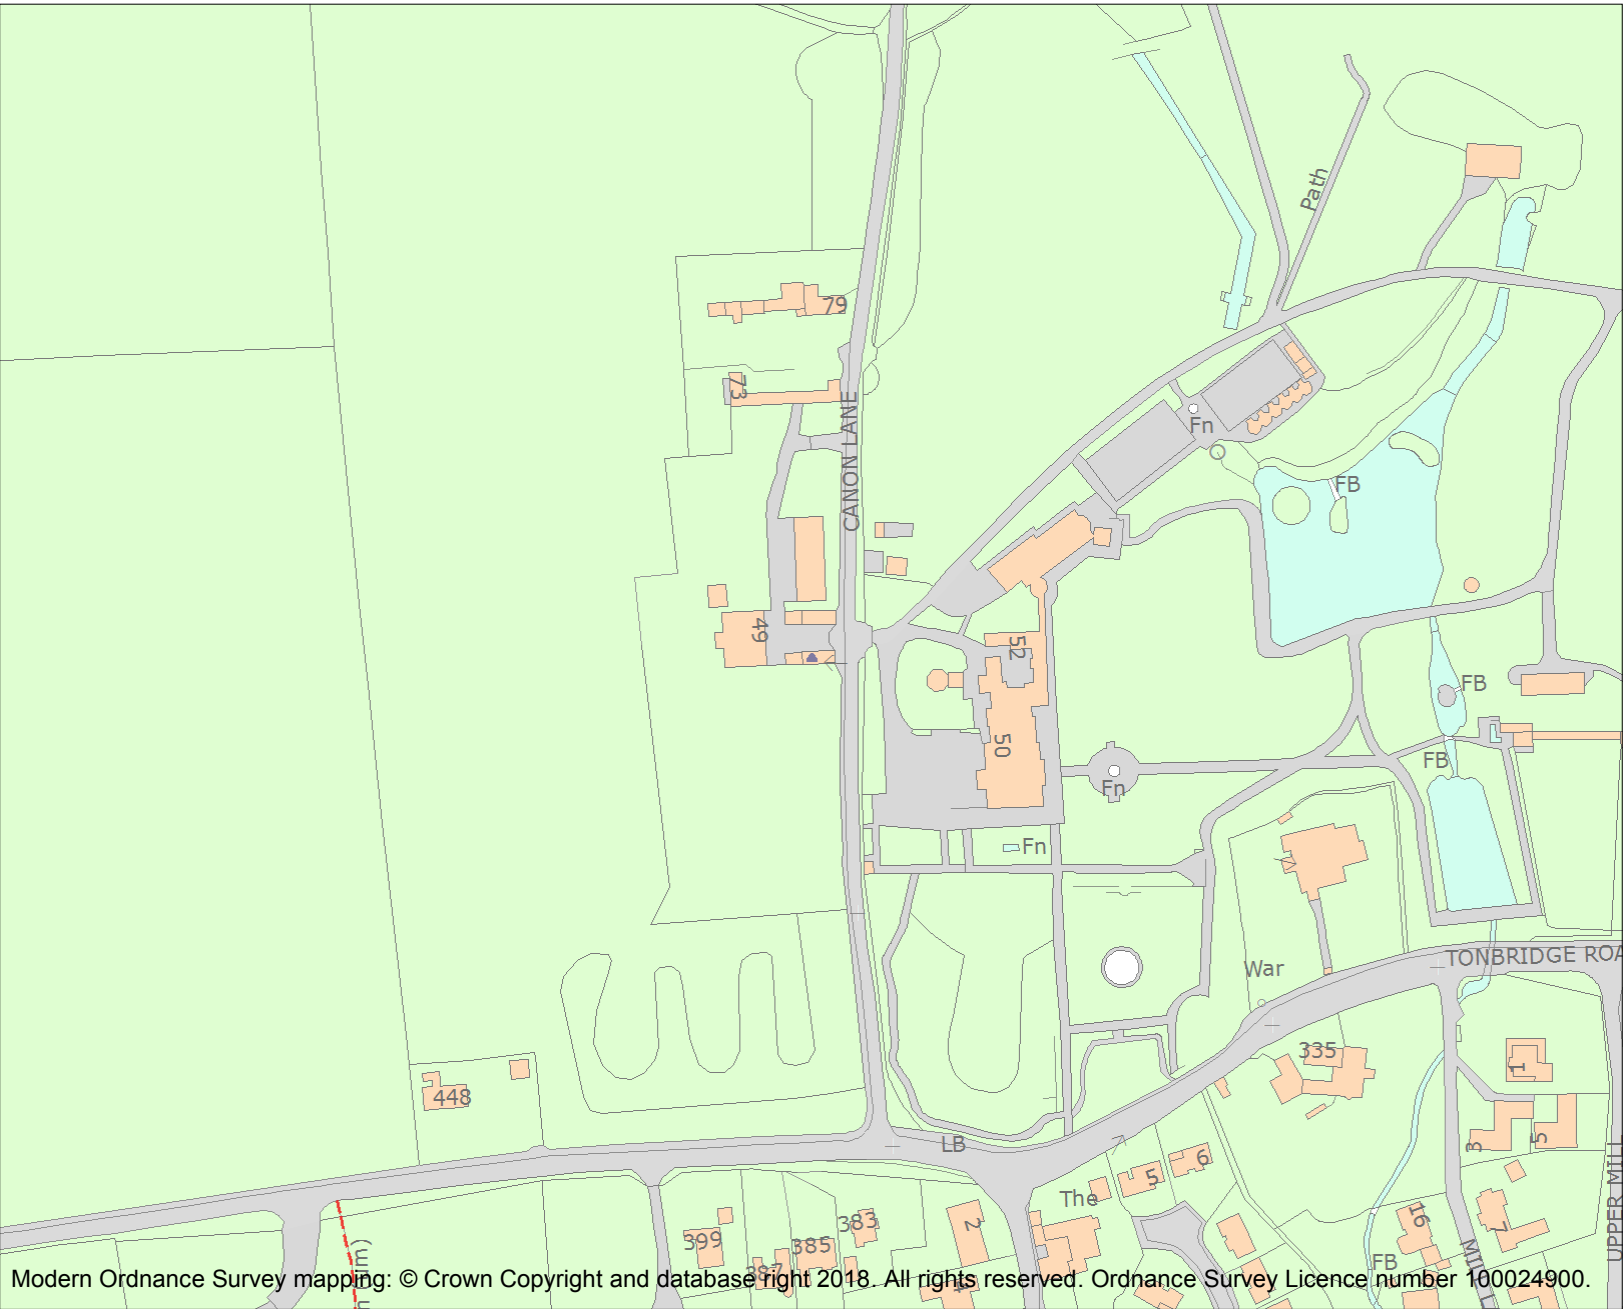 Path
79
73
CANON LANE
Fn
FB
49
52
FB
50
FB
Fn
Fn
TONBRIDGE ROA
War
335
1
448
LB
3
5
6
5
The
UPPER MILL
16
7
2
383
399
385
387
FB
4
Modern Ordnance Survey mapping: © Crown Copyright and database right 2018. All rights reserved. Ordnance Survey Licence number 100024900.